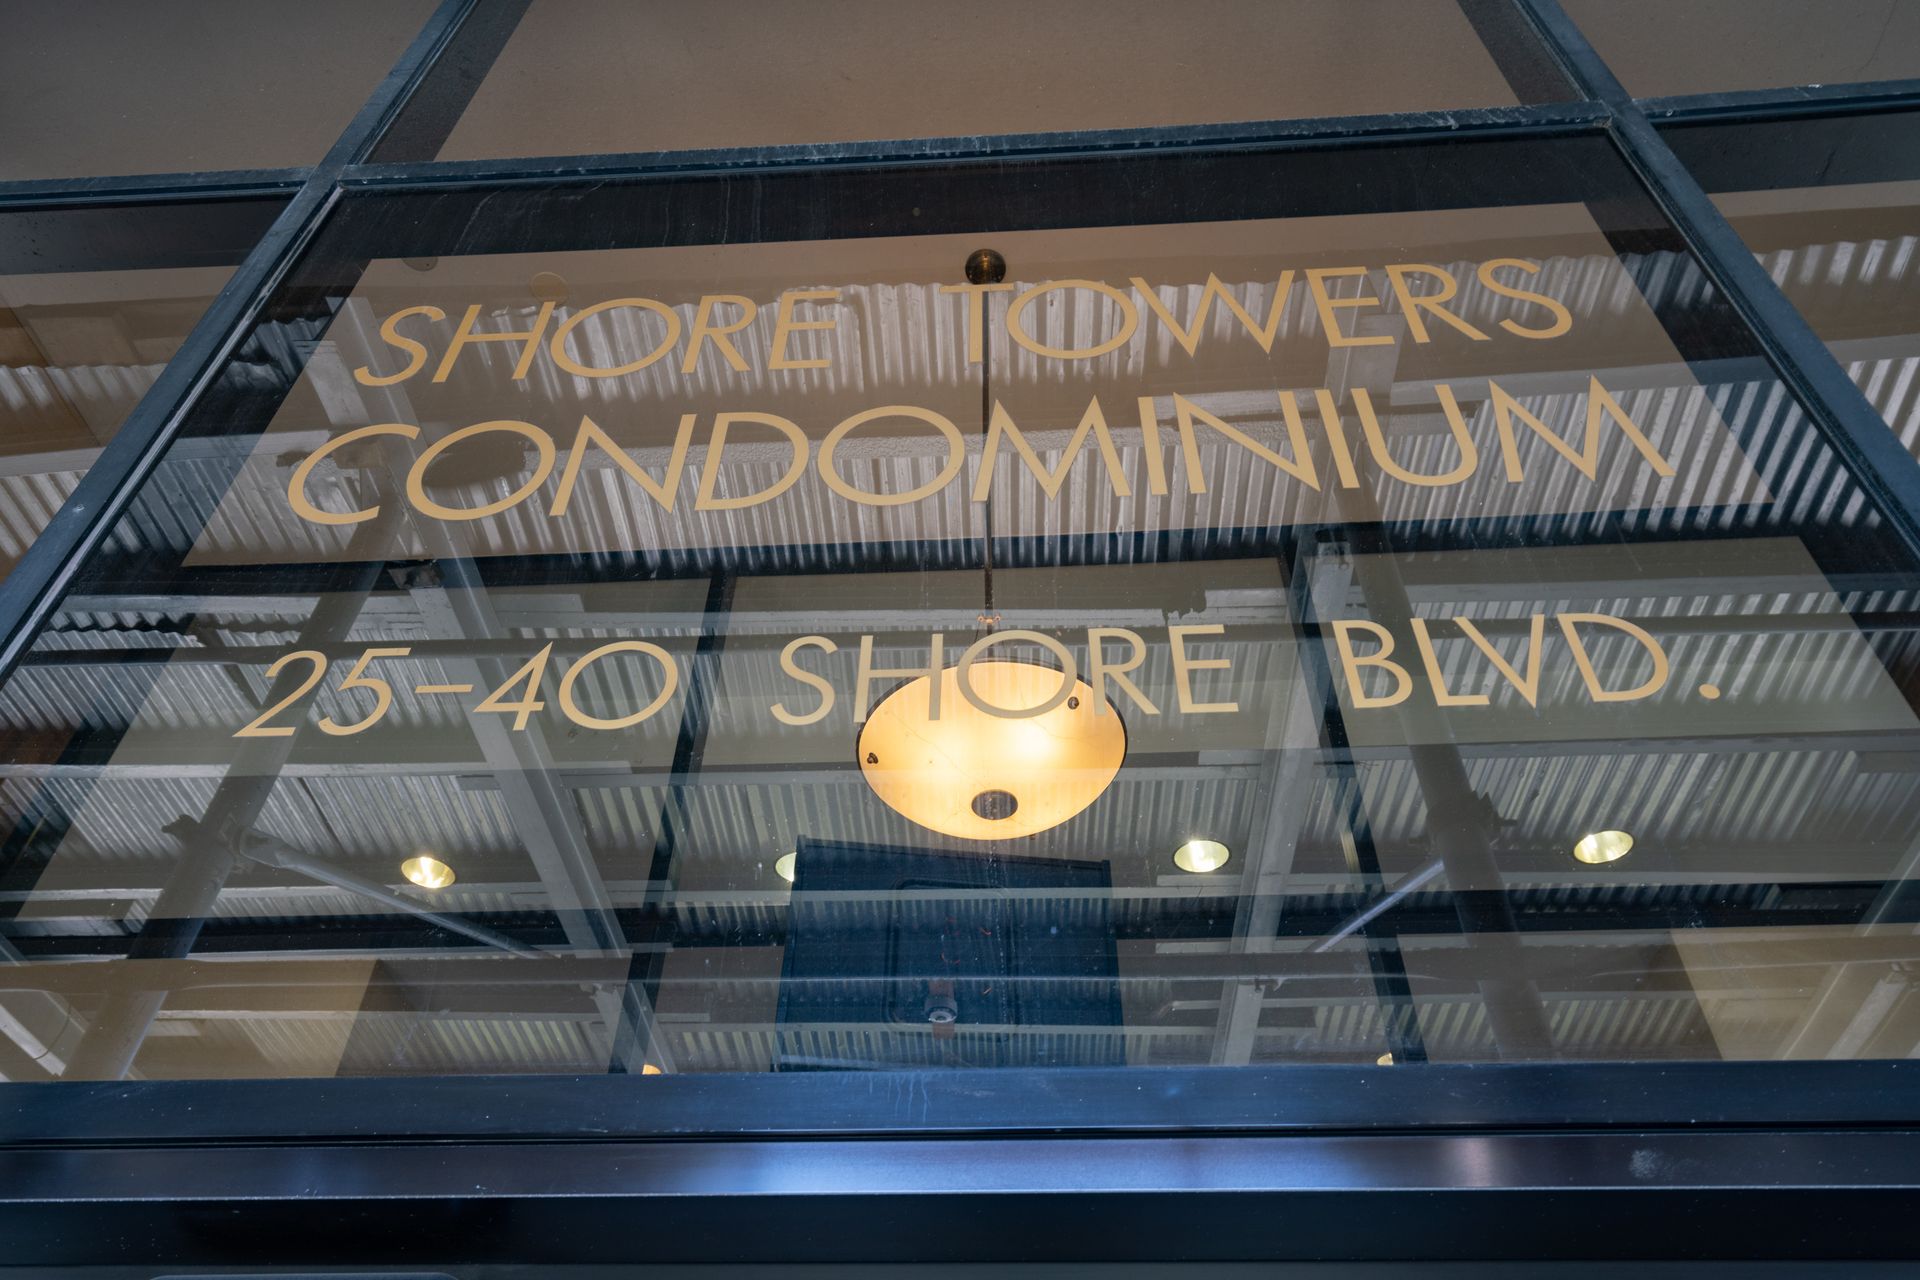 SHORE TOWERS
CONDOMINIUM
25-40 SHORE BLVD.